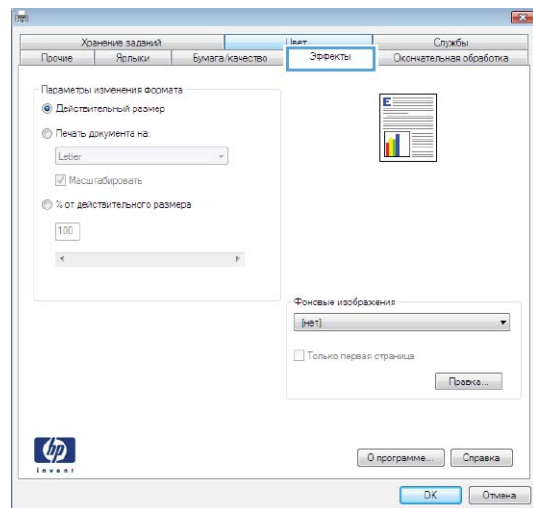 Хранение заданий Цвет Службы
Прочие Ярлыки Бумага/качество Эффекты Окончательная обработка
Параметры изменения формата
Действительный размер
Печать документа на:
Letter
Масштабировать
% от действительного размера
100
E
Фоновые изображения
[нет]
Только первая страница
Правка...
hp
invent
О программе... Справка
OK Отмена